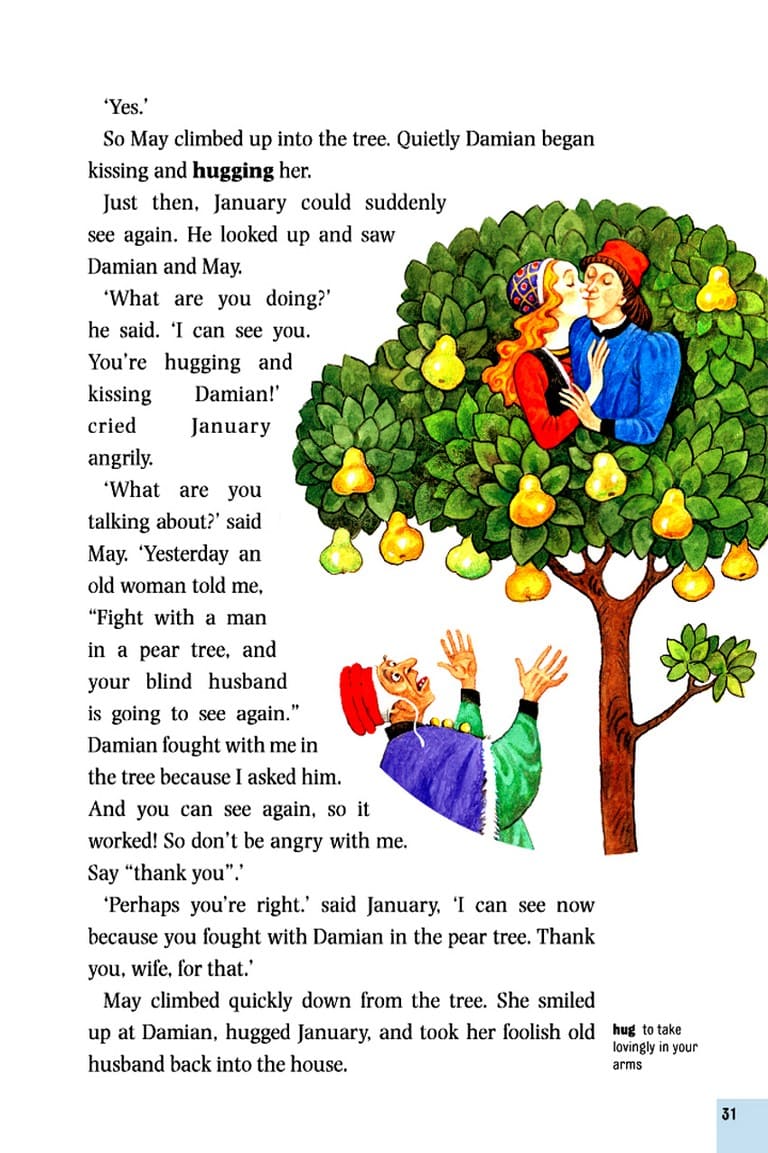 ‘Yes.’
So May climbed up into the tree. Quietly Damian began
kissing and hugging her.
Just then, January could suddenly
see again. He looked up and saw
Damian and May.
‘What are you doing?’
he said. ‘I can see you.
You’re hugging and
kissing Damian!’
cried January
angrily.
‘What are you
talking about?’ said
May. ‘Yesterday an
old woman told me,
“Fight with a man
in a pear tree, and
your blind husband
is going to see again.”
Damian fought with me in
the tree because I asked him.
And you can see again, so it
worked! So don’t be angry with me.
Say “thank you”.’
‘Perhaps you’re right.’ said January, ‘I can see now
because you fought with Damian in the pear tree. Thank
you, wife, for that.’
May climbed quickly down from the tree. She smiled
up at Damian, hugged January, and took her foolish old
husband back into the house.
hug to take
lovingly in your
arms
31